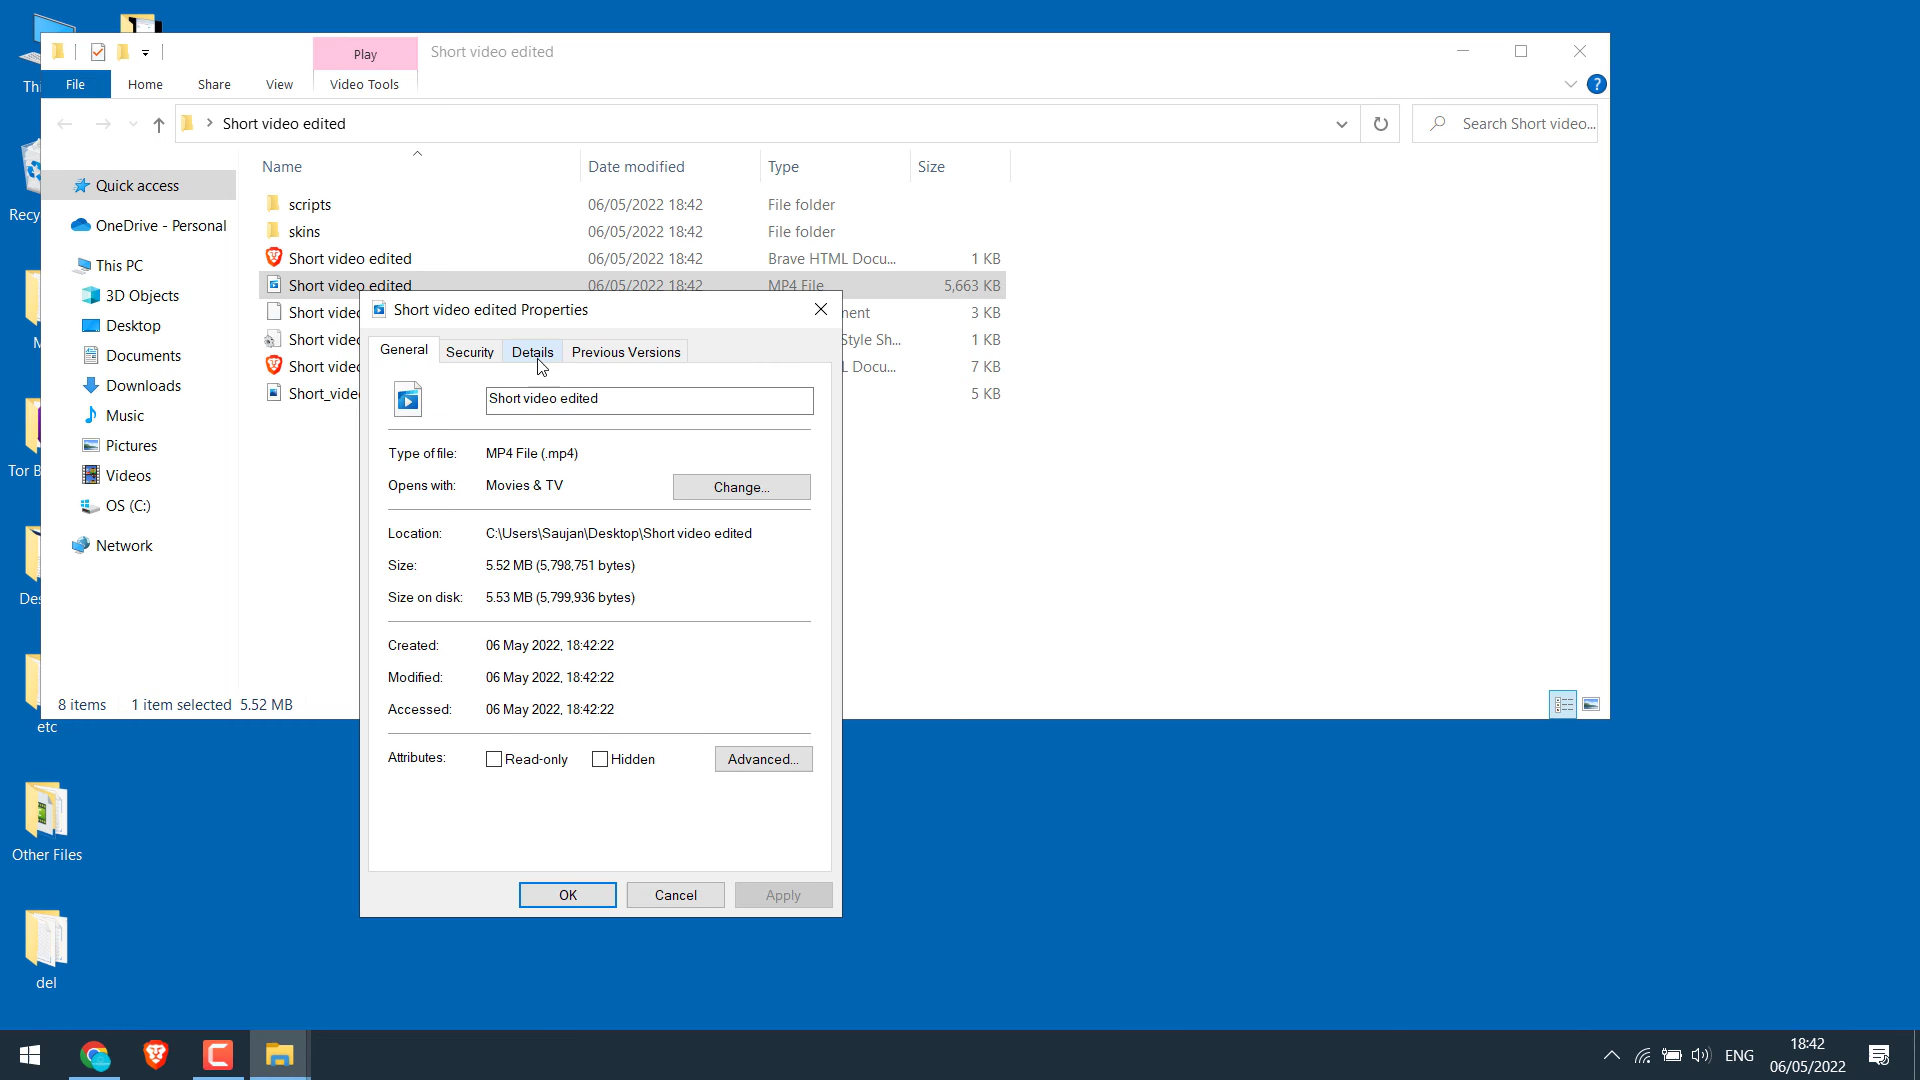 Play
Short video edited
File
Home
Share
View
Video Tools
Short video edited
Search Short video...
Name
Date modified
Type
Size
Quick access
OneDrive - Personal
This PC
3D Objects
Desktop
Documents
Downloads
Music
Pictures
Videos
OS (C:)
Network
scripts 06/05/2022 18:42 File folder
skins 06/05/2022 18:42 File folder
Short video edited 06/05/2022 18:42 Brave HTML Docu... 1 KB
Short video edited 06/05/2022 18:42 MP4 File 5,663 KB
3 KB
1 KB
7 KB
5 KB
Short video edited Properties
General
Security
Details
Previous Versions
Short video edited
Type of file: MP4 File (.mp4)
Opens with: Movies & TV
Change...
Location: C:\Users\Saujan\Desktop\Short video edited
Size: 5.52 MB (5,798,751 bytes)
Size on disk: 5.53 MB (5,799,936 bytes)
Created: 06 May 2022, 18:42:22
Modified: 06 May 2022, 18:42:22
Accessed: 06 May 2022, 18:42:22
Attributes:
Read-only
Hidden
Advanced...
OK
Cancel
Apply
8 items 1 item selected 5.52 MB
etc
Other Files
del
ENG
18:42
06/05/2022